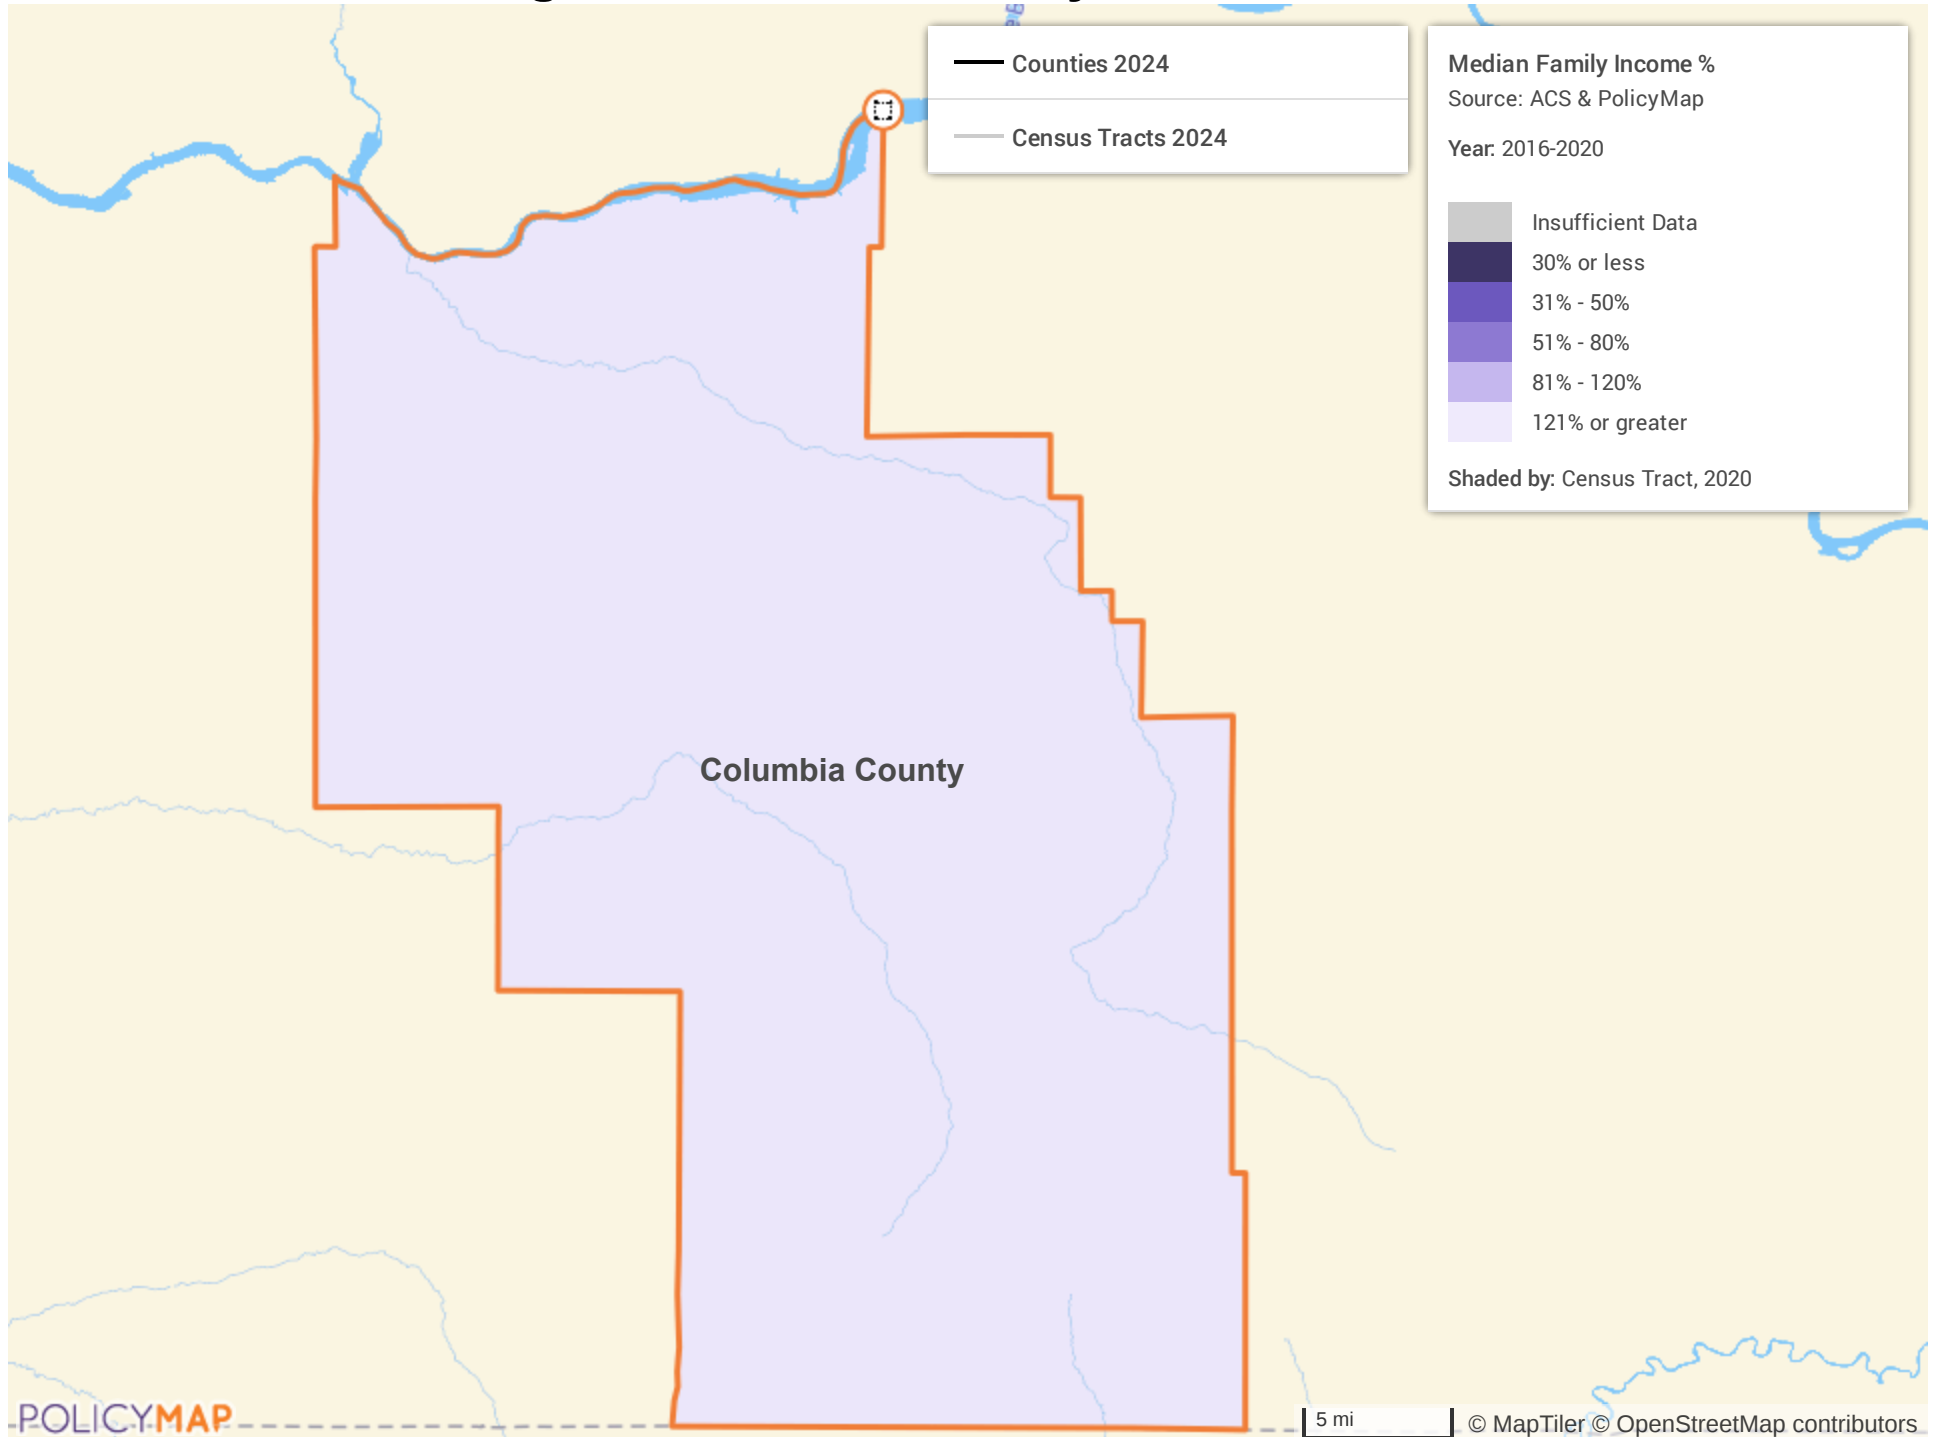 Counties 2024
Census Tracts 2024
Median Family Income %
Source: ACS & PolicyMap
Year: 2016-2020
Insufficient Data
30% or less
31% - 50%
51% - 80%
81% - 120%
121% or greater
Shaded by: Census Tract, 2020
Columbia County
POLICYMAP
5 mi
© MapTiler © OpenStreetMap contributors